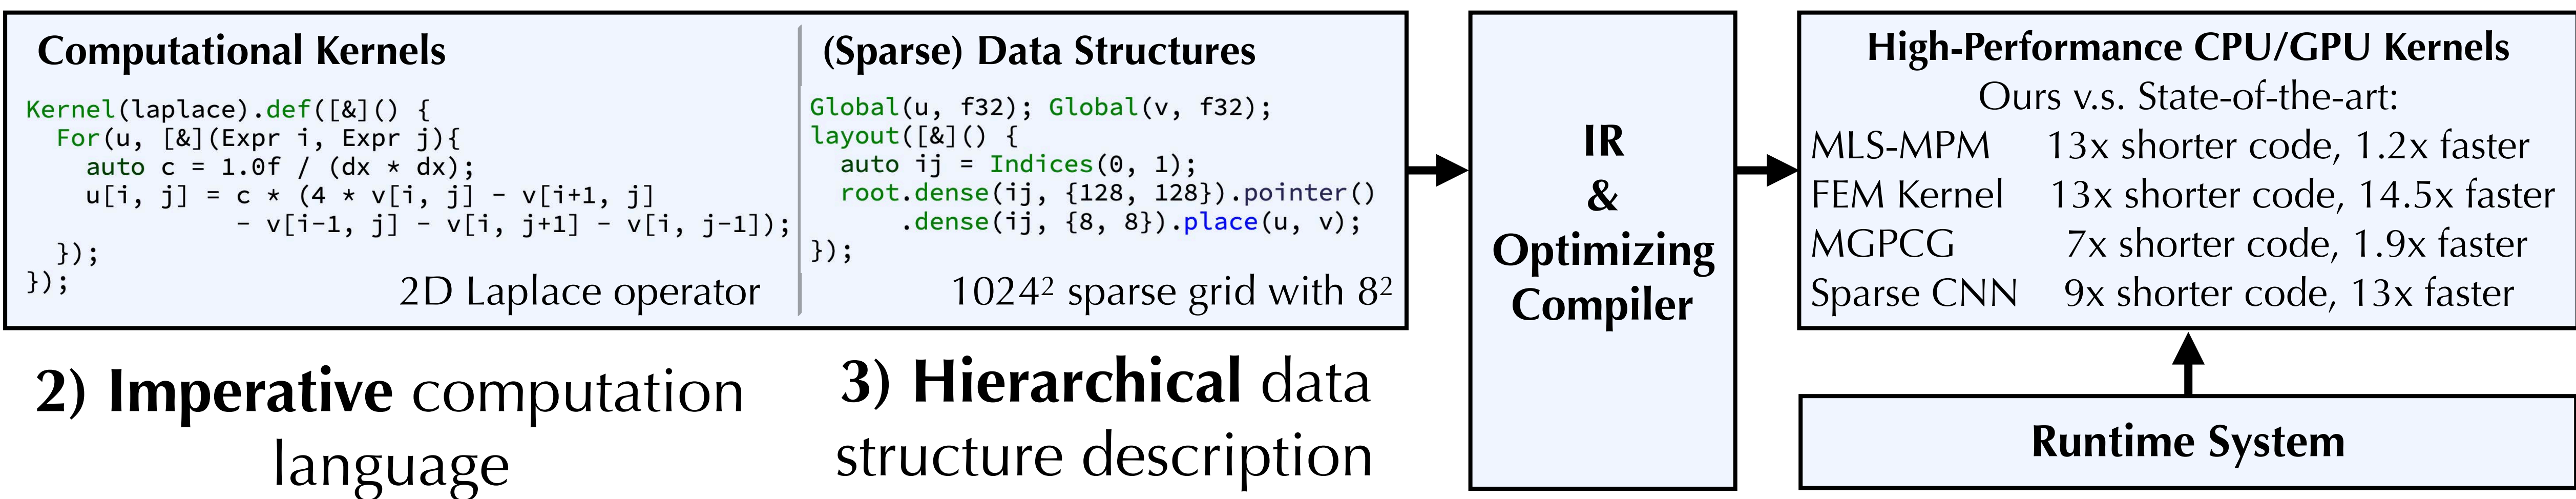 Computational Kernels
Kernel(laplace).def([&]() {
  For(u, [&](Expr i, Expr j){
    auto c = 1.0f / (dx * dx);
    u[i, j] = c * (4 * v[i, j] - v[i+1, j]
              - v[i-1, j] - v[i, j+1] - v[i, j-1]);
  });
});
2D Laplace operator
(Sparse) Data Structures
Global(u, f32); Global(v, f32);
layout([&]() {
  auto ij = Indices(0, 1);
  root.dense(ij, {128, 128}).pointer()
      .dense(ij, {8, 8}).place(u, v);
});
1024² sparse grid with 8²
2) Imperative computation
language
3) Hierarchical data
structure description
IR
&
Optimizing
Compiler
High-Performance CPU/GPU Kernels
Ours v.s. State-of-the-art:
MLS-MPM 13x shorter code, 1.2x faster
FEM Kernel 13x shorter code, 14.5x faster
MGPCG 7x shorter code, 1.9x faster
Sparse CNN 9x shorter code, 13x faster
Runtime System